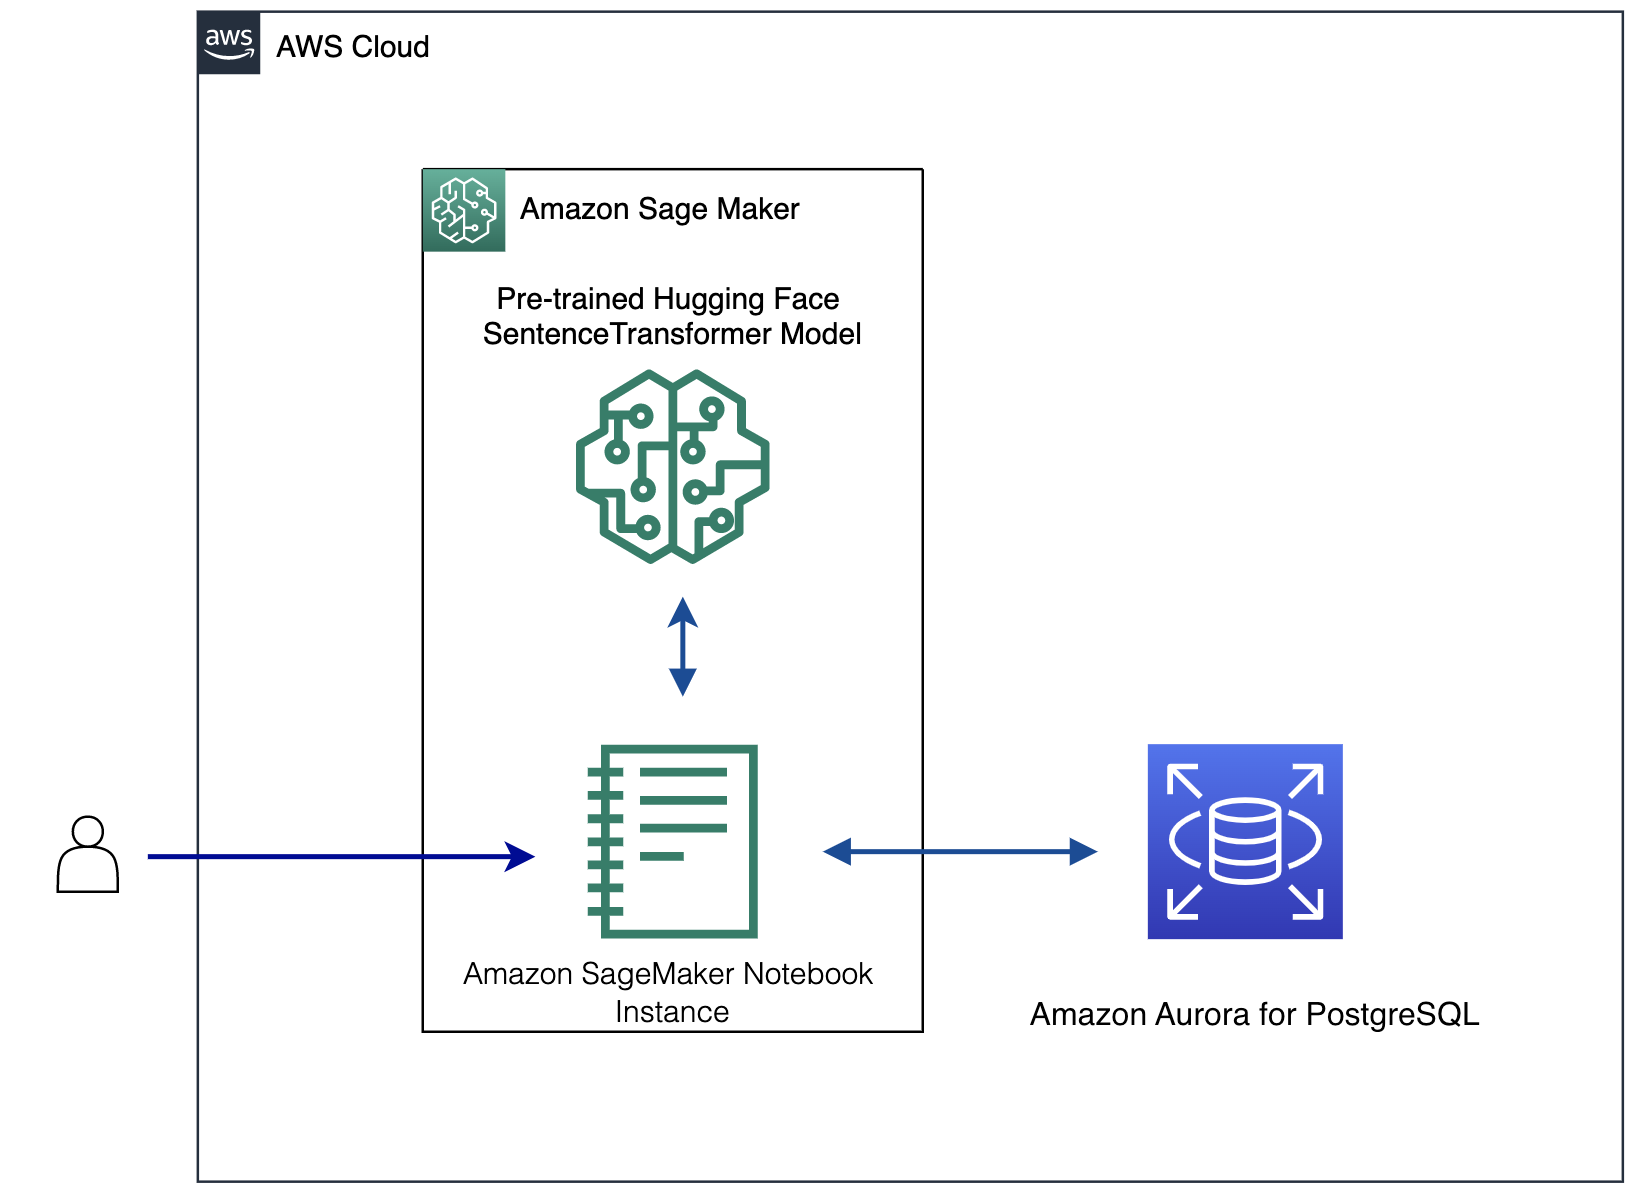 aws
AWS Cloud
Amazon Sage Maker
Pre-trained Hugging Face
SentenceTransformer Model
Amazon SageMaker Notebook
Instance
Amazon Aurora for PostgreSQL